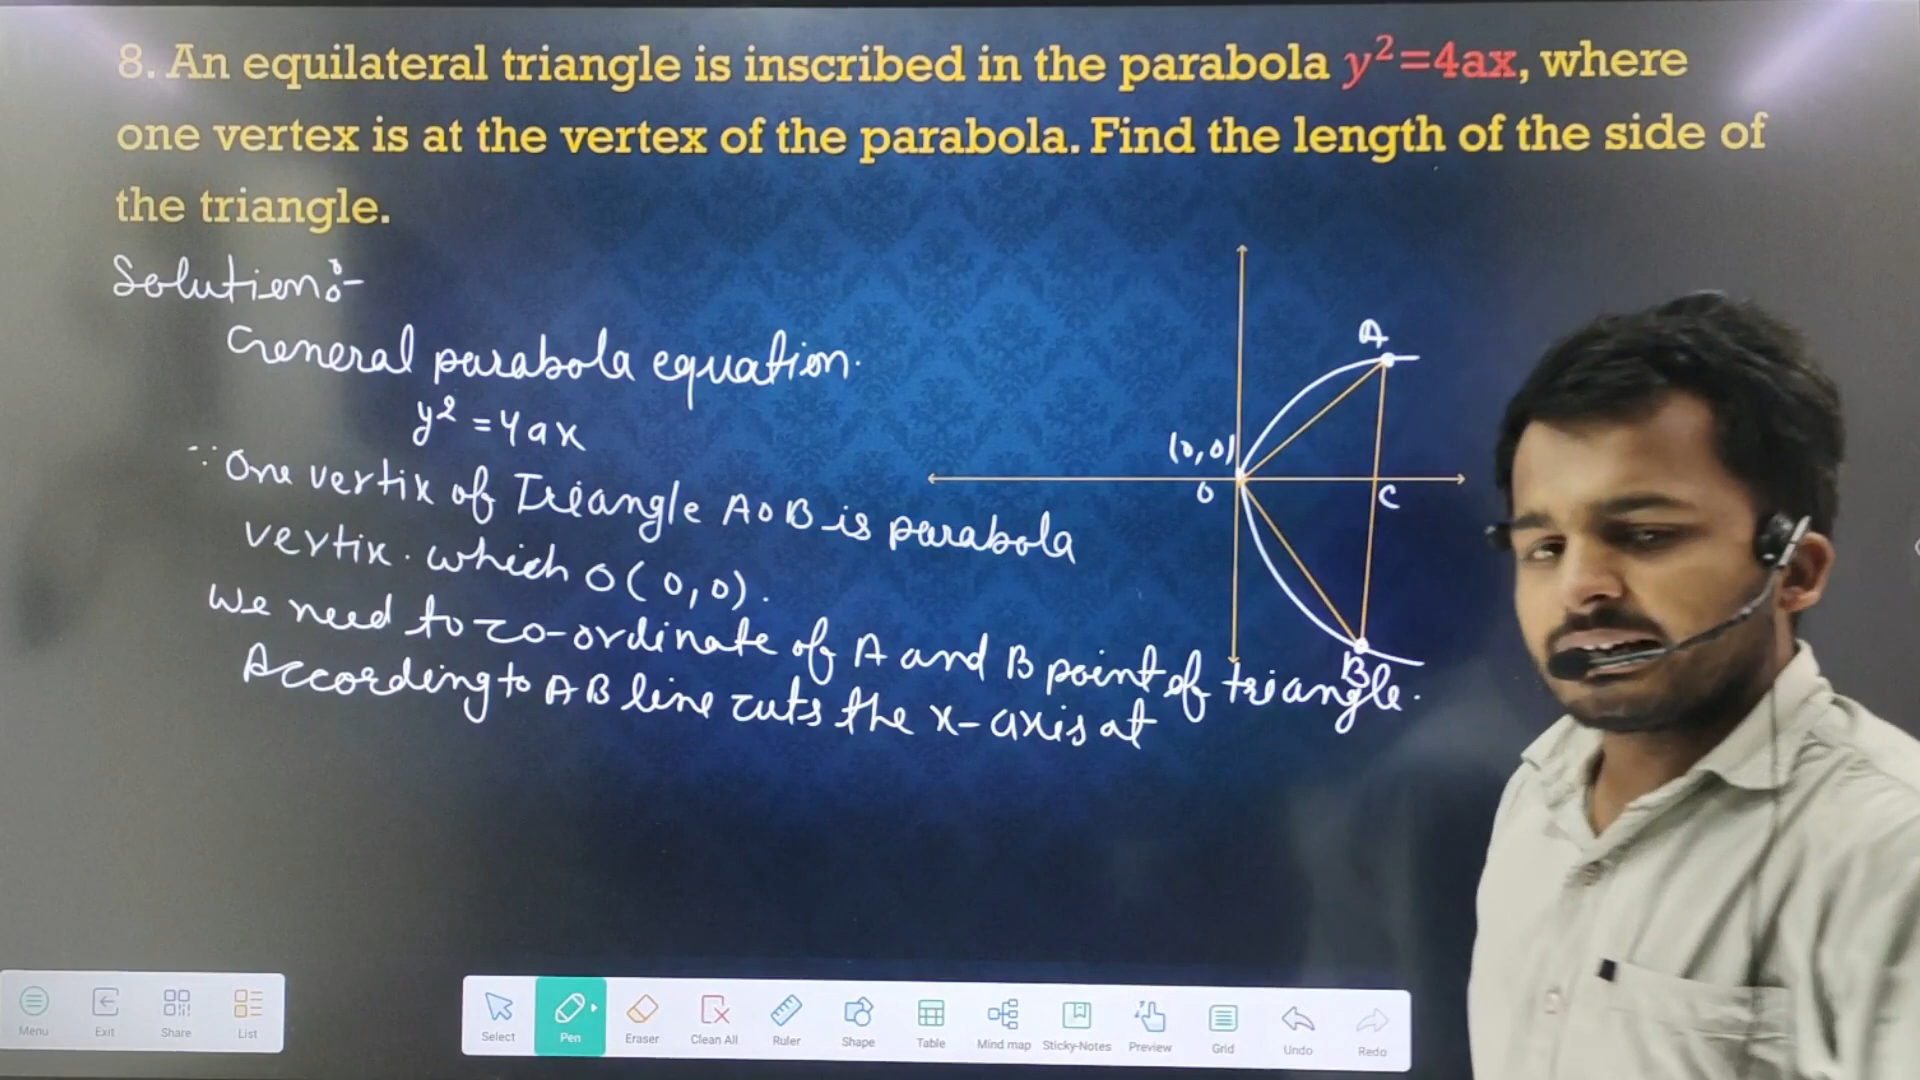 8. An equilateral triangle is inscribed in the parabola y²=4ax, where
one vertex is at the vertex of the parabola. Find the length of the side of
the triangle.
Solution:-
General parabola equation.
y² = 4ax
∵ One vertix of Triangle AOB is parabola
vertix. which O(0,0).
We need to co-ordinate of A and B point of triangle.
According to AB line cuts the x-axis at
A
(0,0)
O
C
B
Menu
Exit
Share
List
Select
Pen
Eraser
Clean All
Ruler
Shape
Table
Mind map
Sticky-Notes
Preview
Grid
Undo
Redo